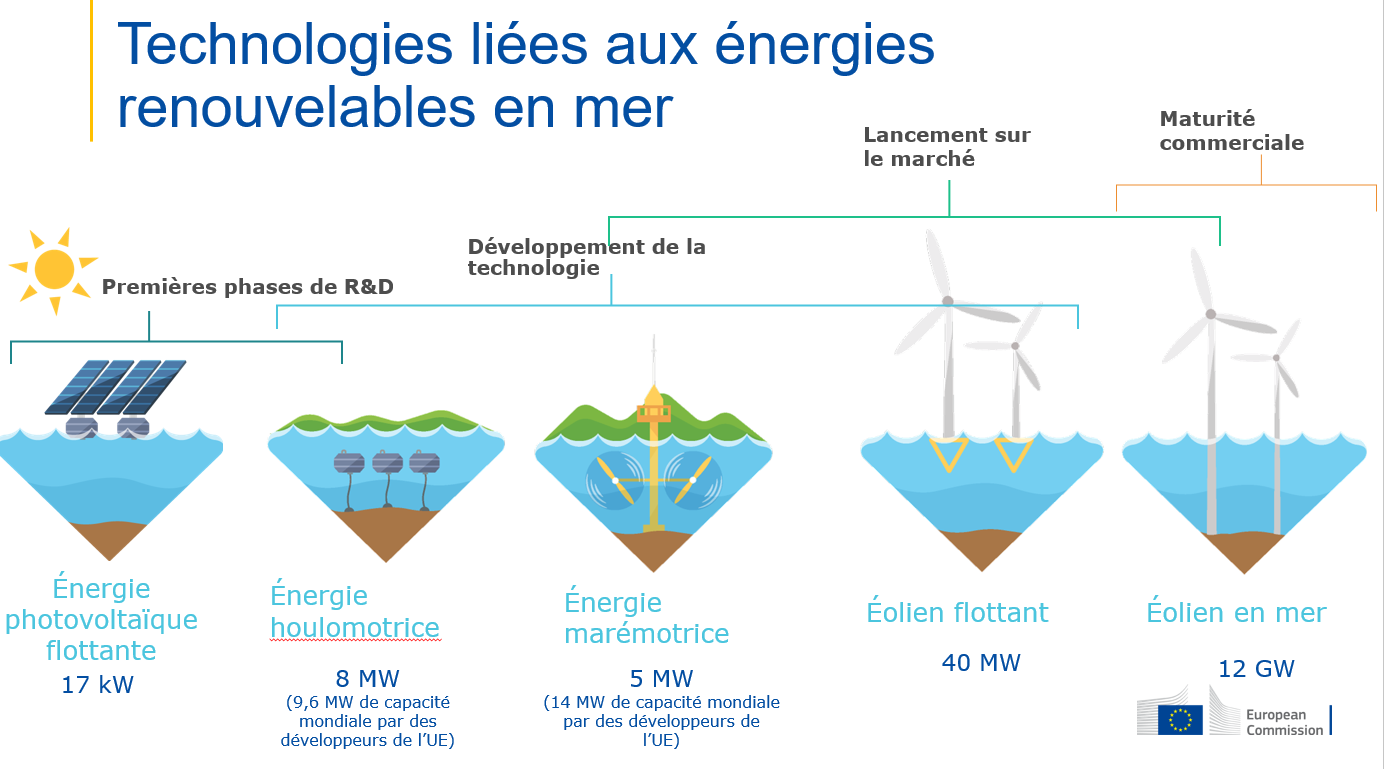 Technologies liées aux énergies
renouvelables en mer
Maturité
commerciale
Lancement sur
le marché
Développement de la
technologie
Premières phases de R&D
Énergie
photovoltaïque
flottante
17 kW
Énergie
houlomotrice
8 MW
(9,6 MW de capacité
mondiale par des
développeurs de l’UE)
Énergie
marémotrice
5 MW
(14 MW de capacité mondiale
par des développeurs de
l’UE)
Éolien flottant
40 MW
Éolien en mer
12 GW
European
Commission